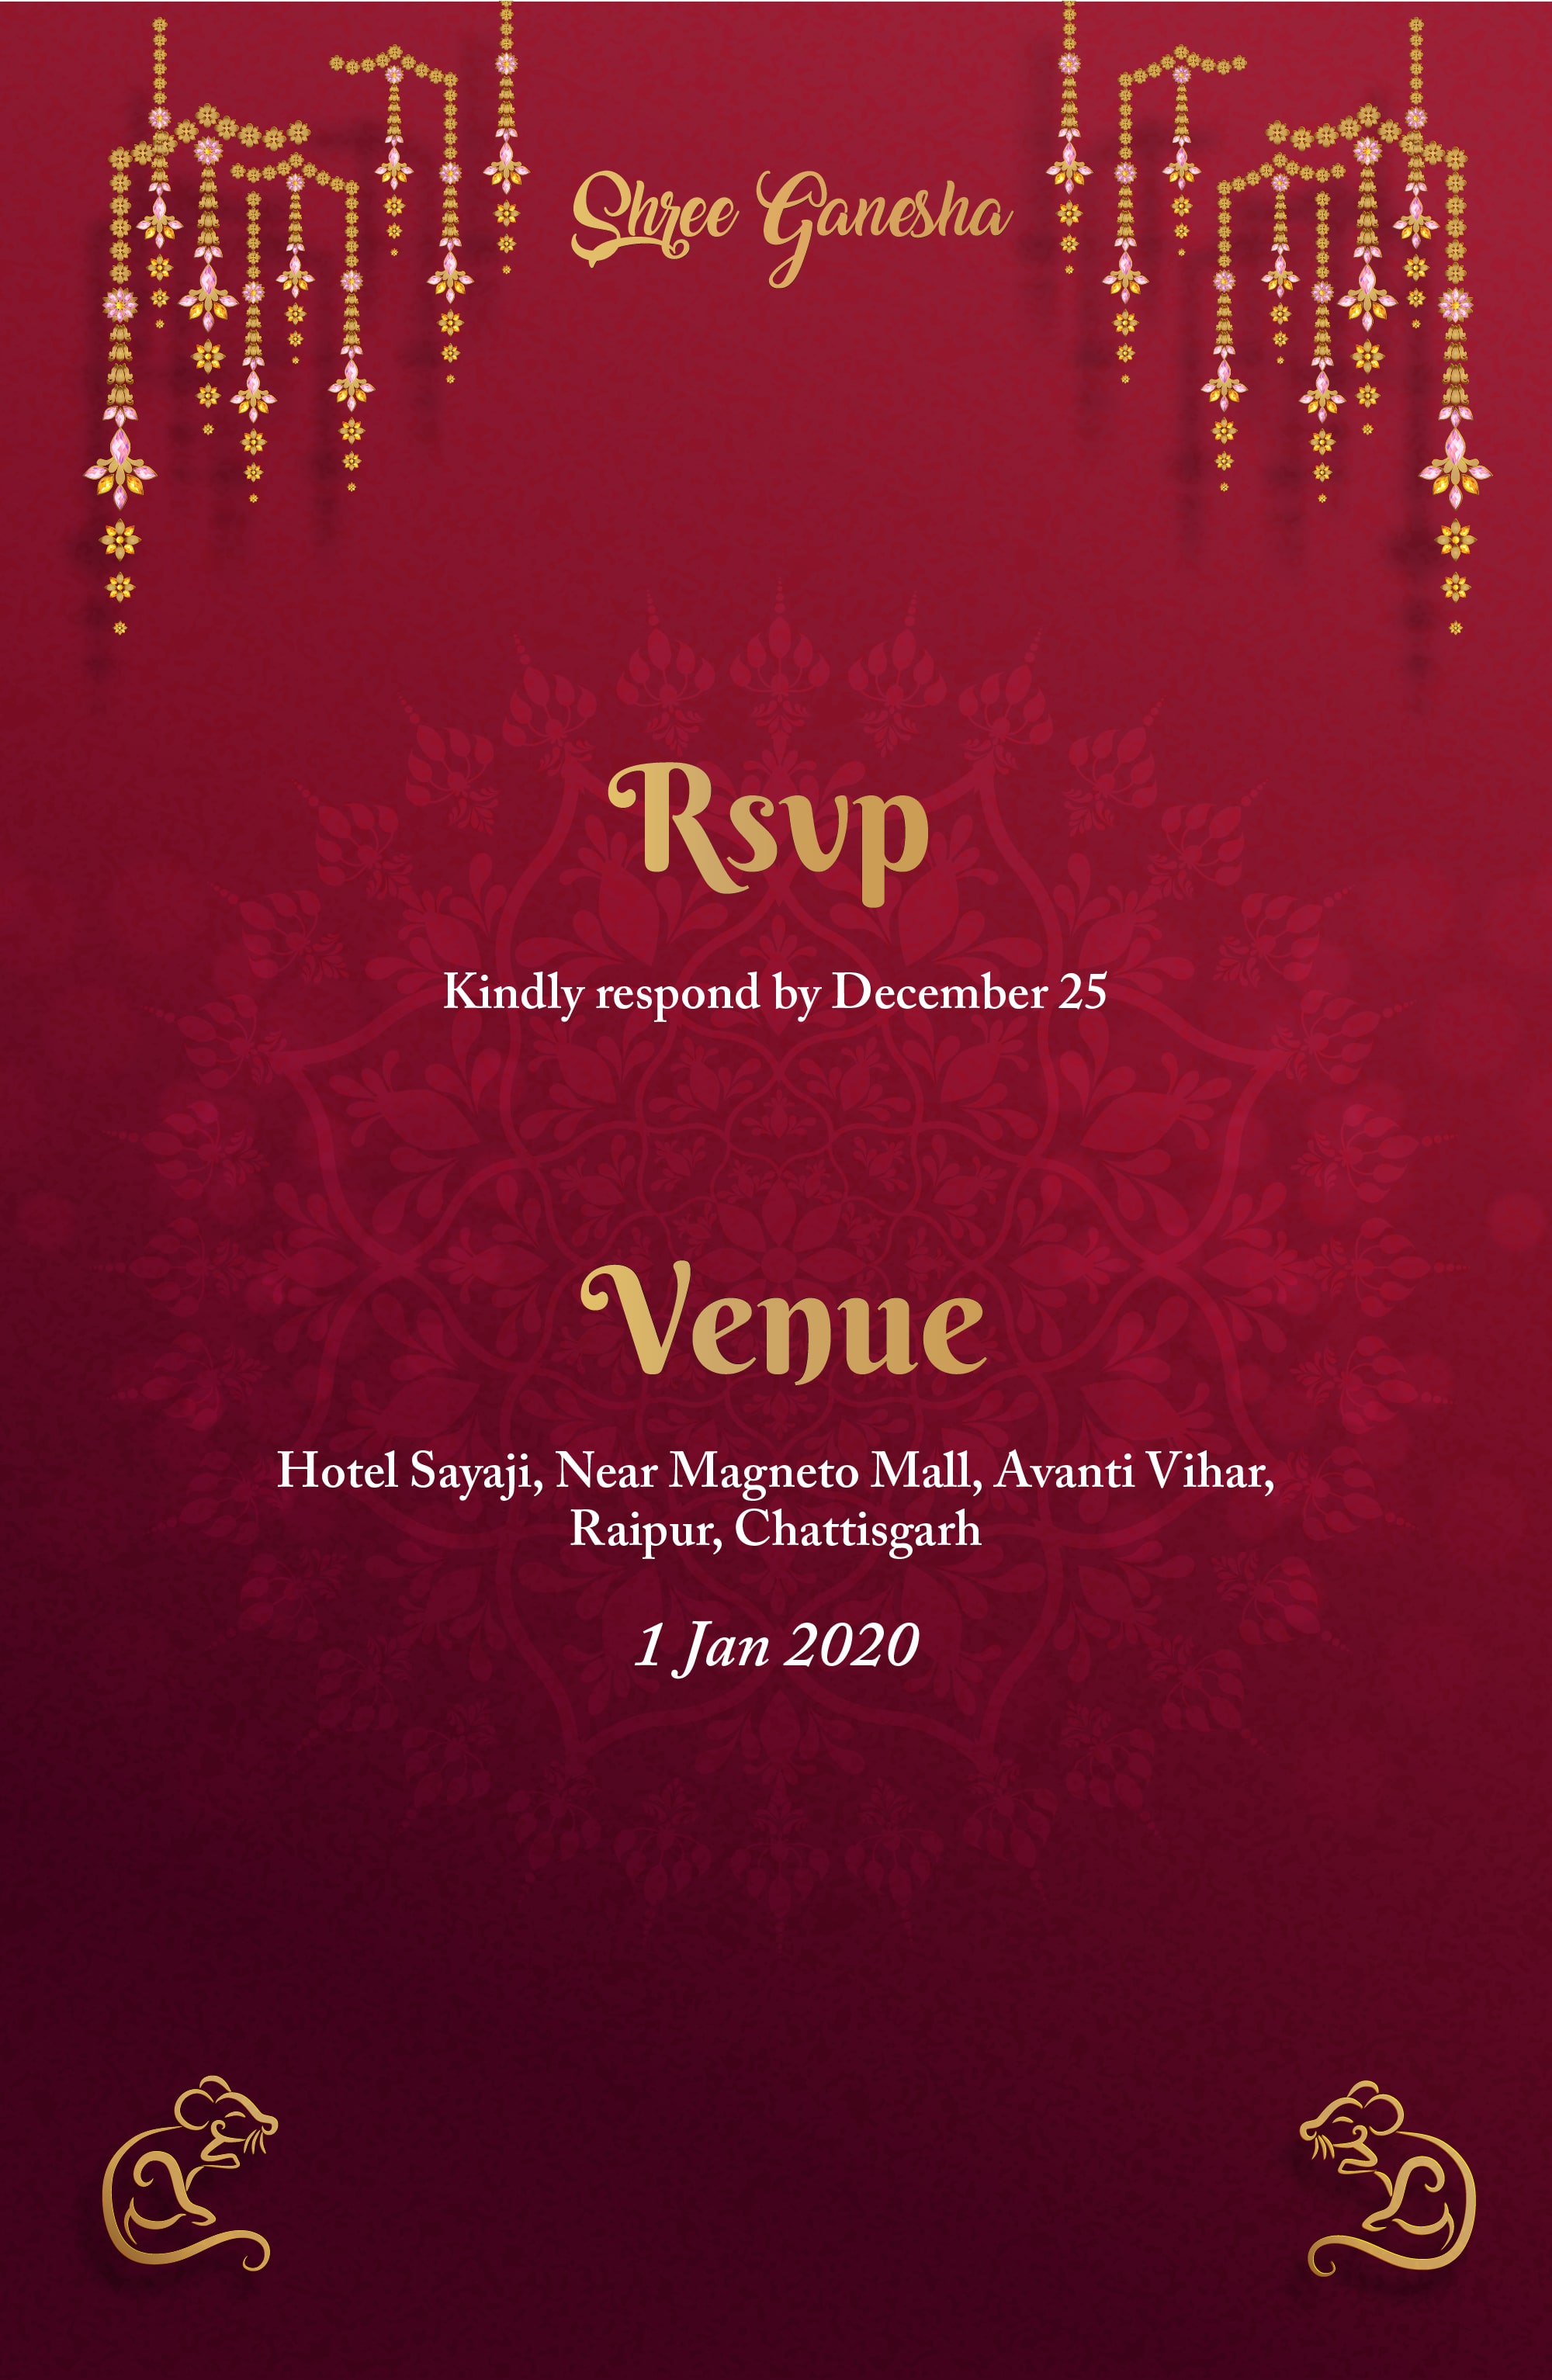 Shree Ganesha
Rsvp
Kindly respond by December 25
Venue
Hotel Sayaji, Near Magneto Mall, Avanti Vihar,
Raipur, Chattisgarh
1 Jan 2020